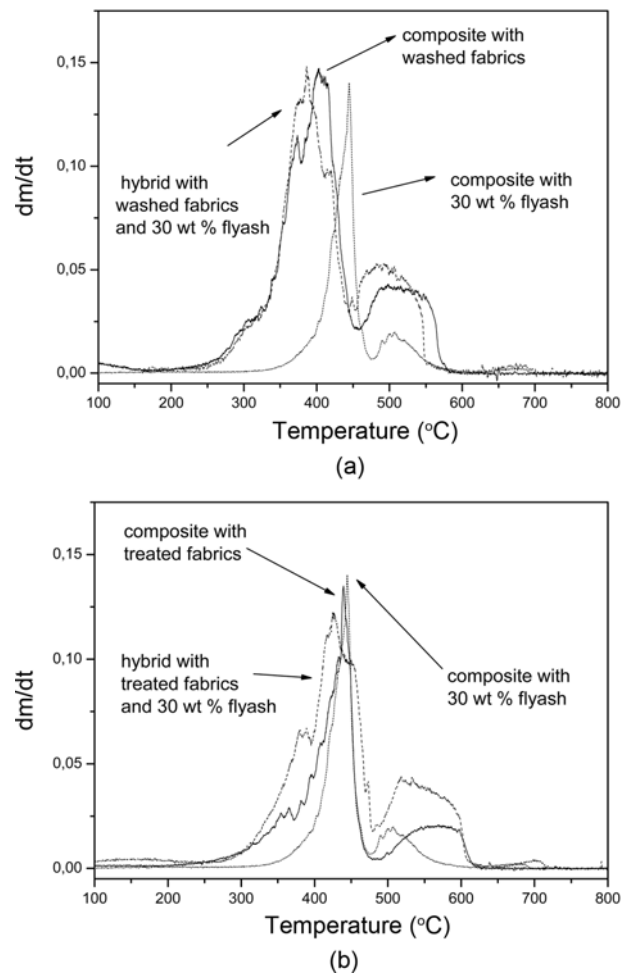 0,15
0,10
0,05
0,00
dm/dt
composite with
washed fabrics
hybrid with
washed fabrics
and 30 wt % flyash
composite with
30 wt % flyash
100 200 300 400 500 600 700 800
Temperature (°C)
(a)
0,15
0,10
0,05
0,00
dm/dt
composite with
treated fabrics
hybrid with
treated fabrics
and 30 wt % flyash
composite with
30 wt % flyash
100 200 300 400 500 600 700 800
Temperature (°C)
(b)